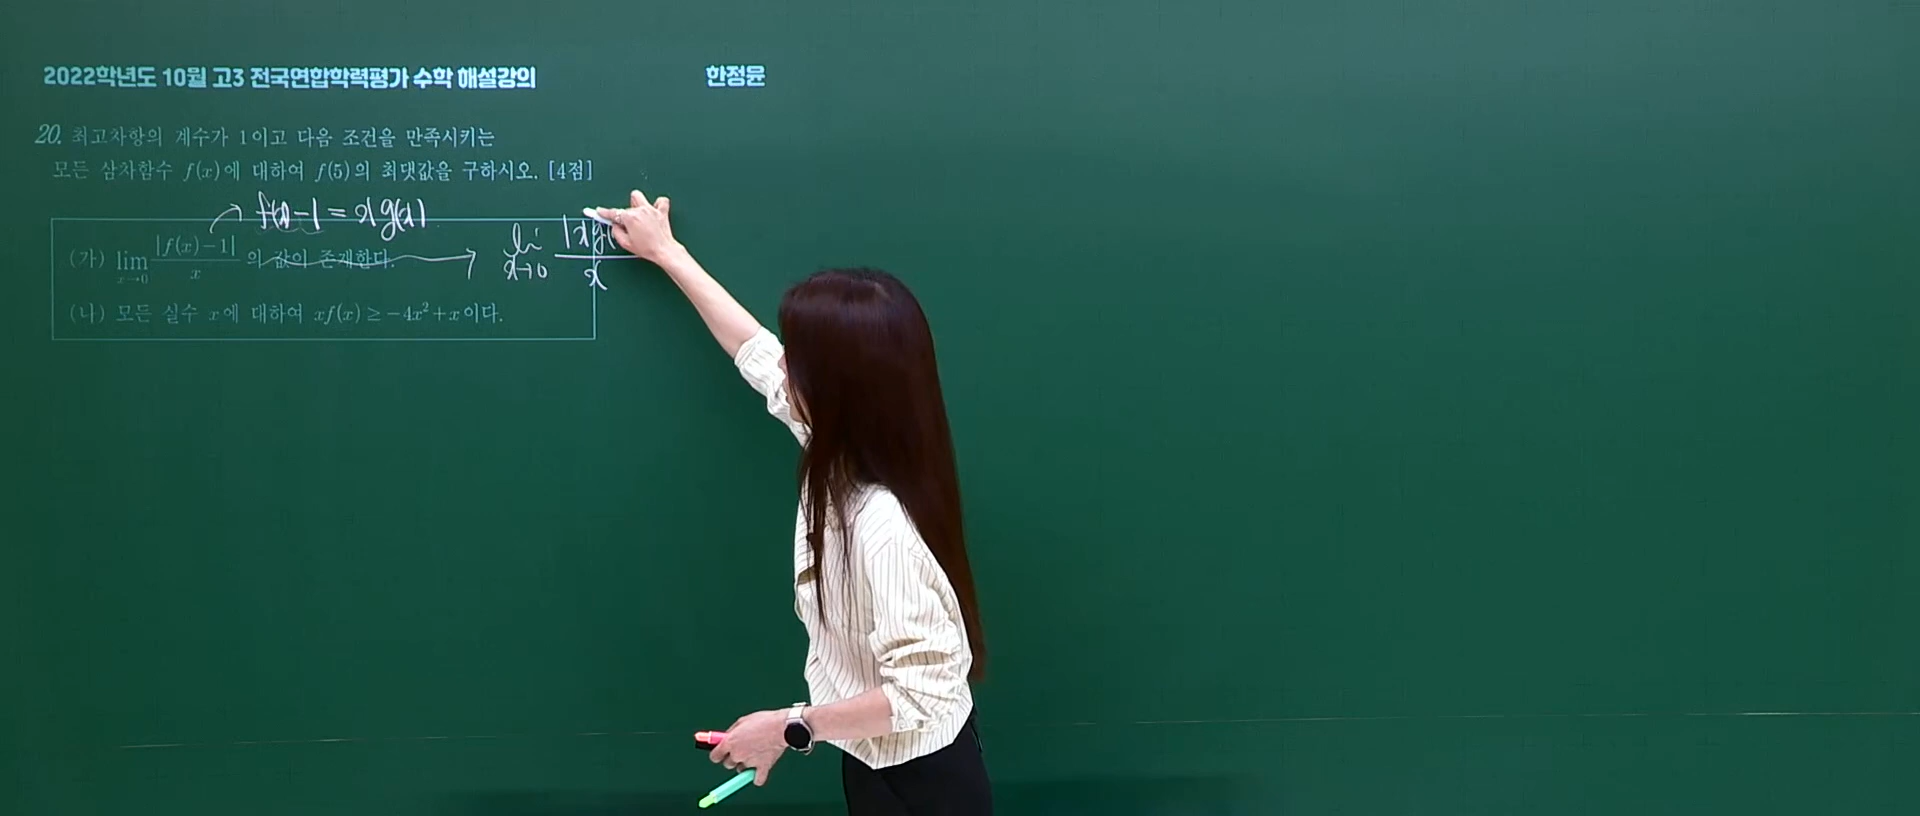 2022학년도 10월 고3 전국연합학력평가 수학 해설강의
한정윤
20. 최고차항의 계수가 1이고 다음 조건을 만족시키는
모든 삼차함수 f(x)에 대하여 f(5)의 최댓값을 구하시오. [4점]
f(x)-1 = xg(x)
(가) lim x→0 |f(x)-1|/x 의 값이 존재한다.
lim x→0 |xg(/x
(나) 모든 실수 x에 대하여 xf(x) ≥ -4x²+x이다.